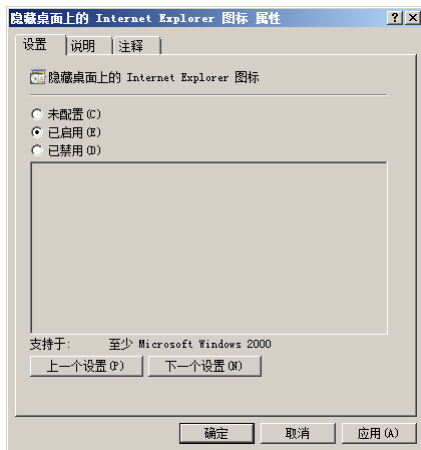 隐藏桌面上的 Internet Explorer 图标 属性
设置 说明 注释
隐藏桌面上的 Internet Explorer 图标
未配置(C)
已启用(E)
已禁用(D)
支持于: 至少 Microsoft Windows 2000
上一个设置(P) 下一个设置(N)
确定 取消 应用(A)